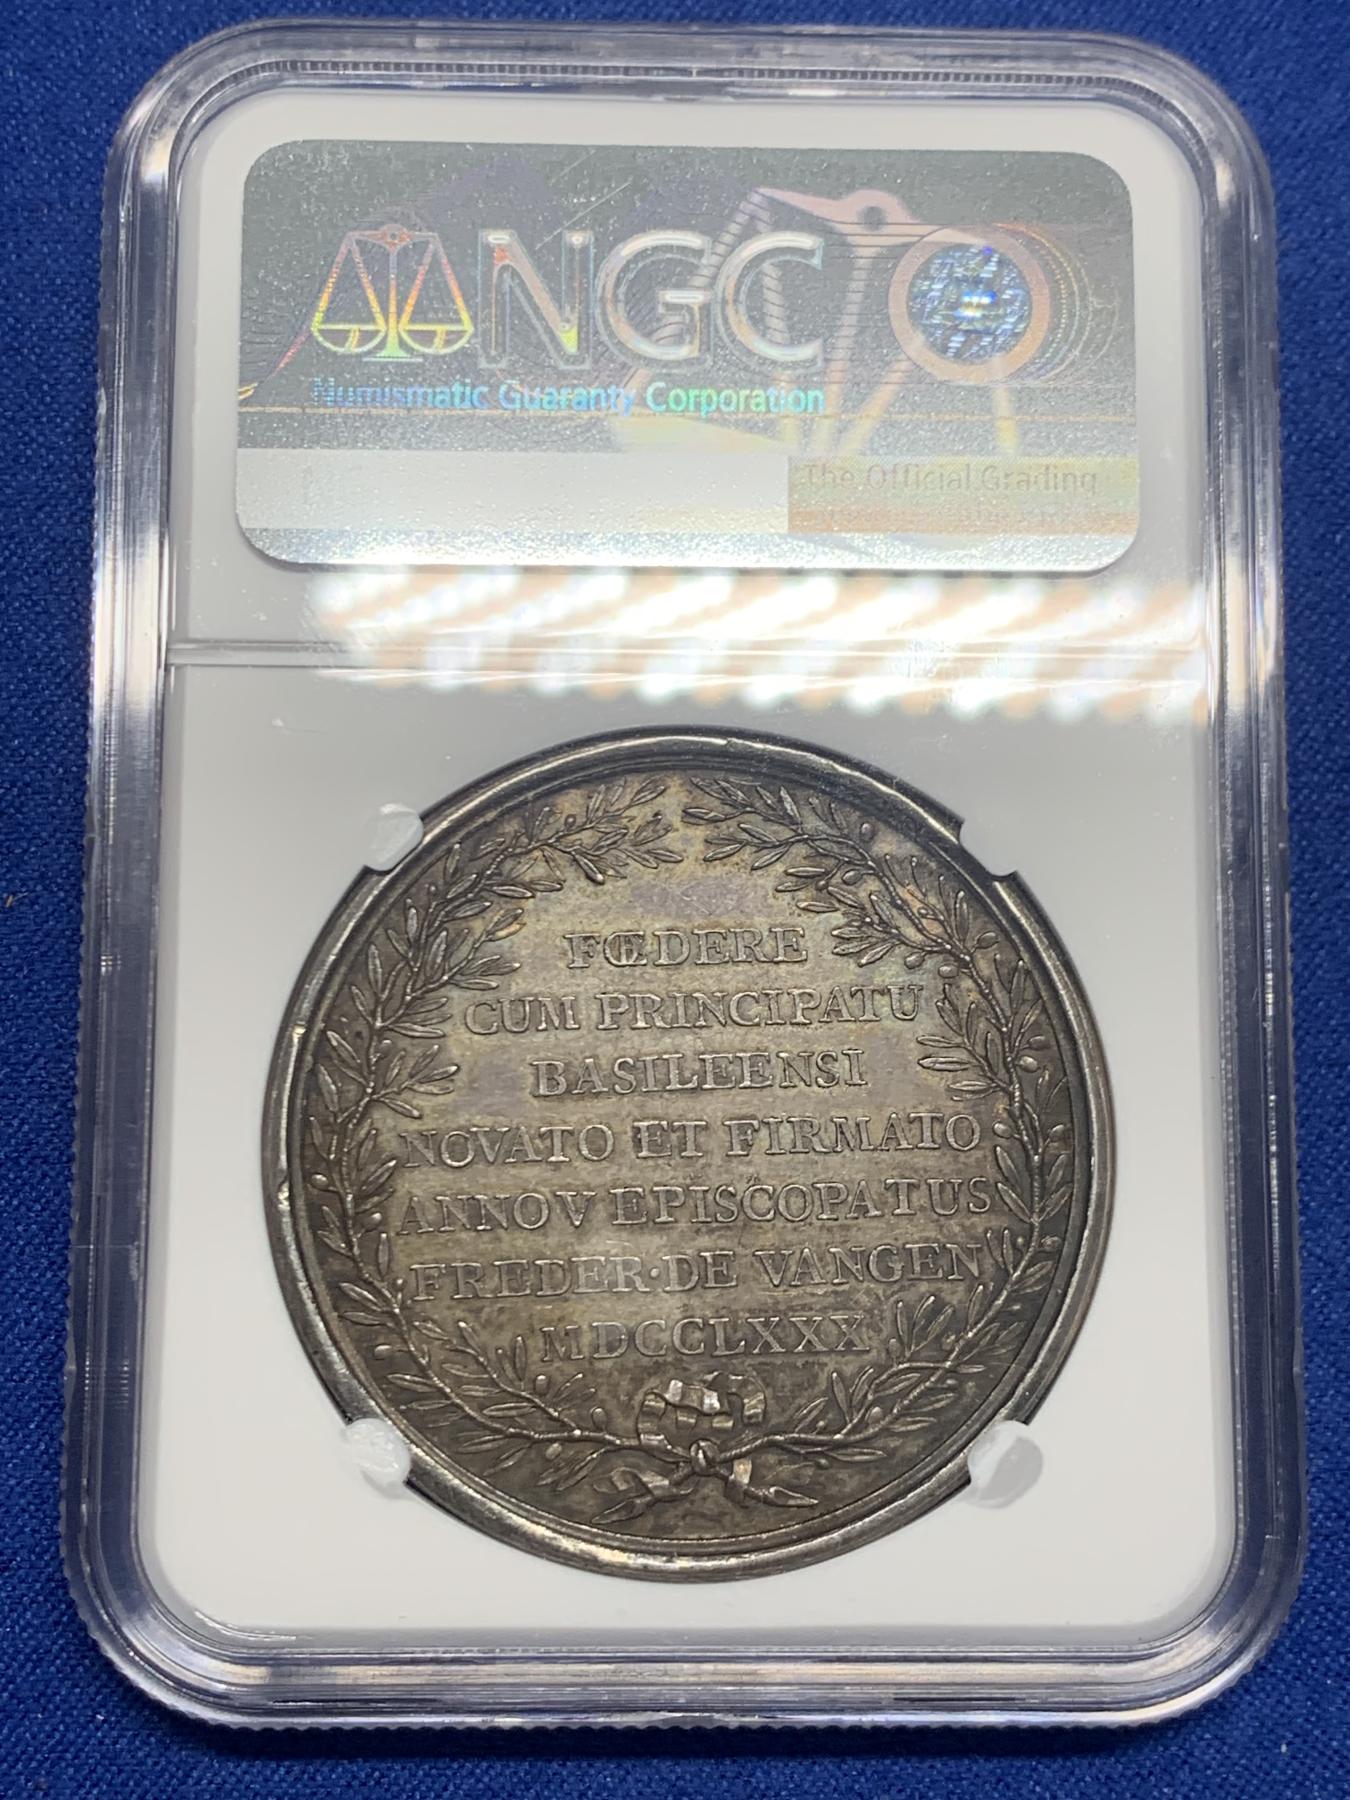 NGC
Numismatic Guaranty Corporation
The Official Grading
FŒDERE
CUM PRINCIPATU
BASILEENSI
NOVATO ET FIRMATO
ANNO V EPISCOPATUS
FREDER·DE VANGEN
MDCCLXXX